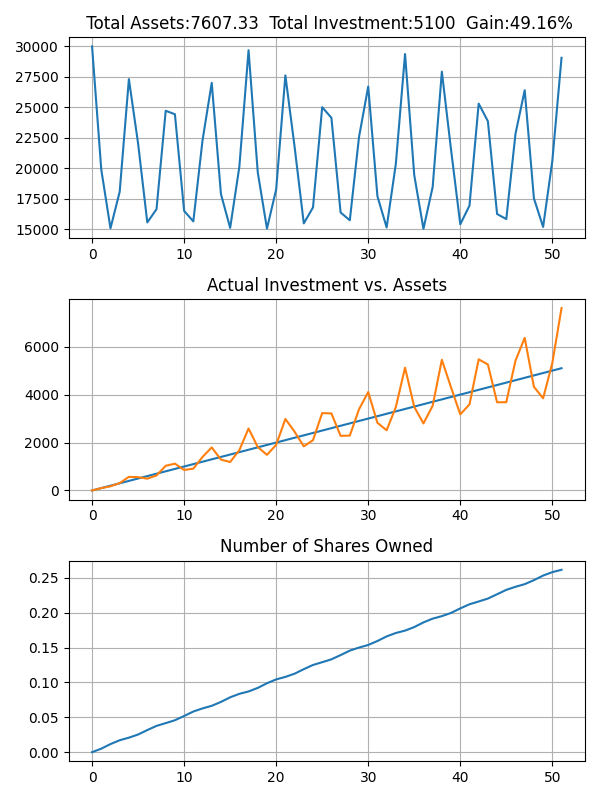 Total Assets:7607.33  Total Investment:5100  Gain:49.16%
30000
27500
25000
22500
20000
17500
15000
0 10 20 30 40 50
Actual Investment vs. Assets
6000
4000
2000
0
0 10 20 30 40 50
Number of Shares Owned
0.25
0.20
0.15
0.10
0.05
0.00
0 10 20 30 40 50